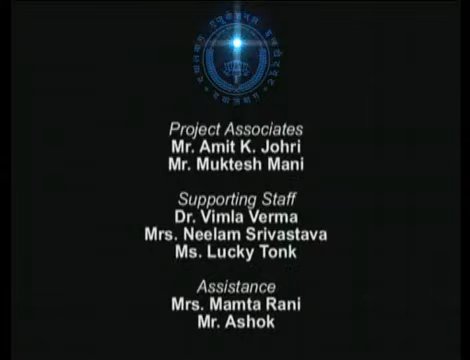 Project Associates
Mr. Amit K. Johri
Mr. Muktesh Mani
Supporting Staff
Dr. Vimla Verma
Mrs. Neelam Srivastava
Ms. Lucky Tonk
Assistance
Mrs. Mamta Rani
Mr. Ashok